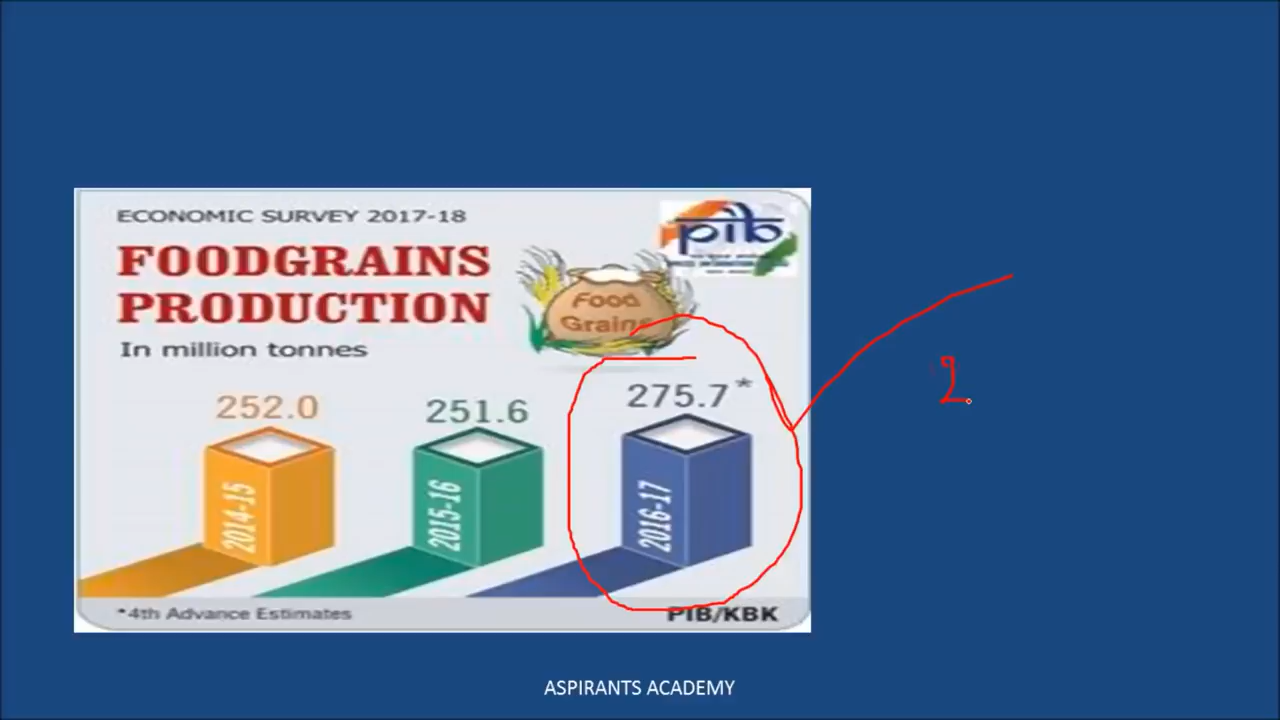 ECONOMIC SURVEY 2017-18
pib
FOODGRAINS
PRODUCTION
Food
Grains
In million tonnes
252.0
251.6
275.7*
2014-15
2015-16
2016-17
2
*4th Advance Estimates
PIB/KBK
ASPIRANTS ACADEMY